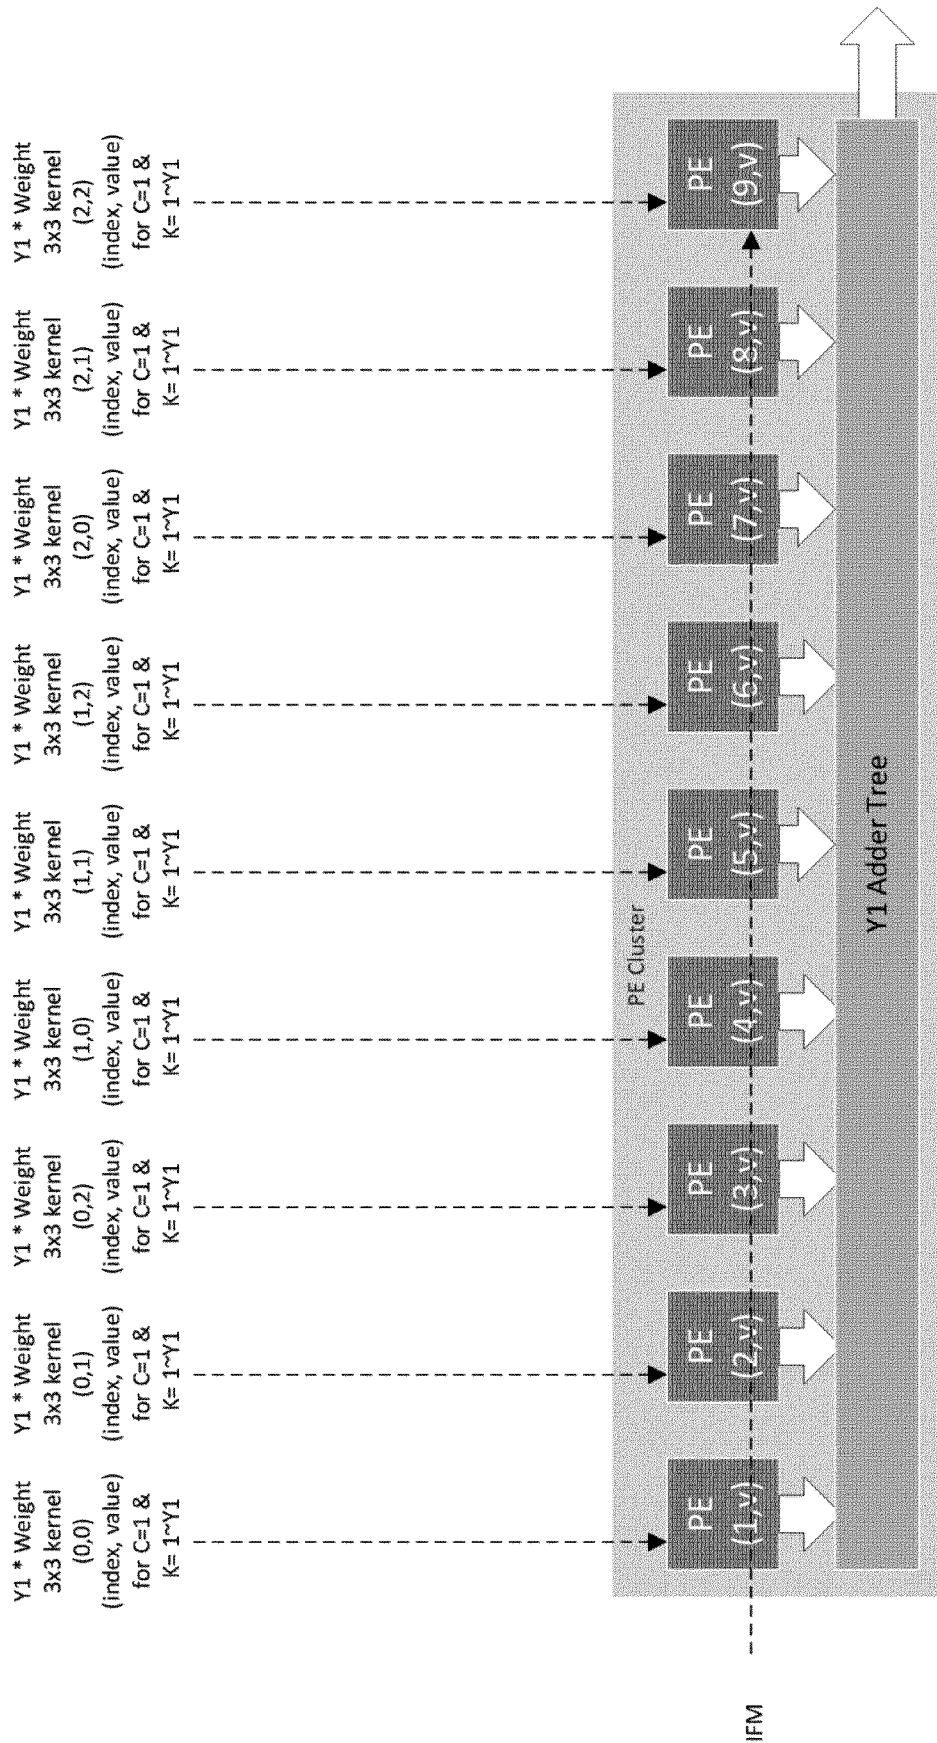 Y1 * Weight
3x3 kernel
(0,0)
(index, value)
for C=1 &
K= 1~Y1
Y1 * Weight
3x3 kernel
(0,1)
(index, value)
for C=1 &
K= 1~Y1
Y1 * Weight
3x3 kernel
(0,2)
(index, value)
for C=1 &
K= 1~Y1
Y1 * Weight
3x3 kernel
(1,0)
(index, value)
for C=1 &
K= 1~Y1
Y1 * Weight
3x3 kernel
(1,1)
(index, value)
for C=1 &
K= 1~Y1
Y1 * Weight
3x3 kernel
(1,2)
(index, value)
for C=1 &
K= 1~Y1
Y1 * Weight
3x3 kernel
(2,0)
(index, value)
for C=1 &
K= 1~Y1
Y1 * Weight
3x3 kernel
(2,1)
(index, value)
for C=1 &
K= 1~Y1
Y1 * Weight
3x3 kernel
(2,2)
(index, value)
for C=1 &
K= 1~Y1
PE Cluster
IFM
PE
(1,v)
PE
(2,v)
PE
(3,v)
PE
(4,v)
PE
(5,v)
PE
(6,v)
PE
(7,v)
PE
(8,v)
PE
(9,v)
Y1 Adder Tree